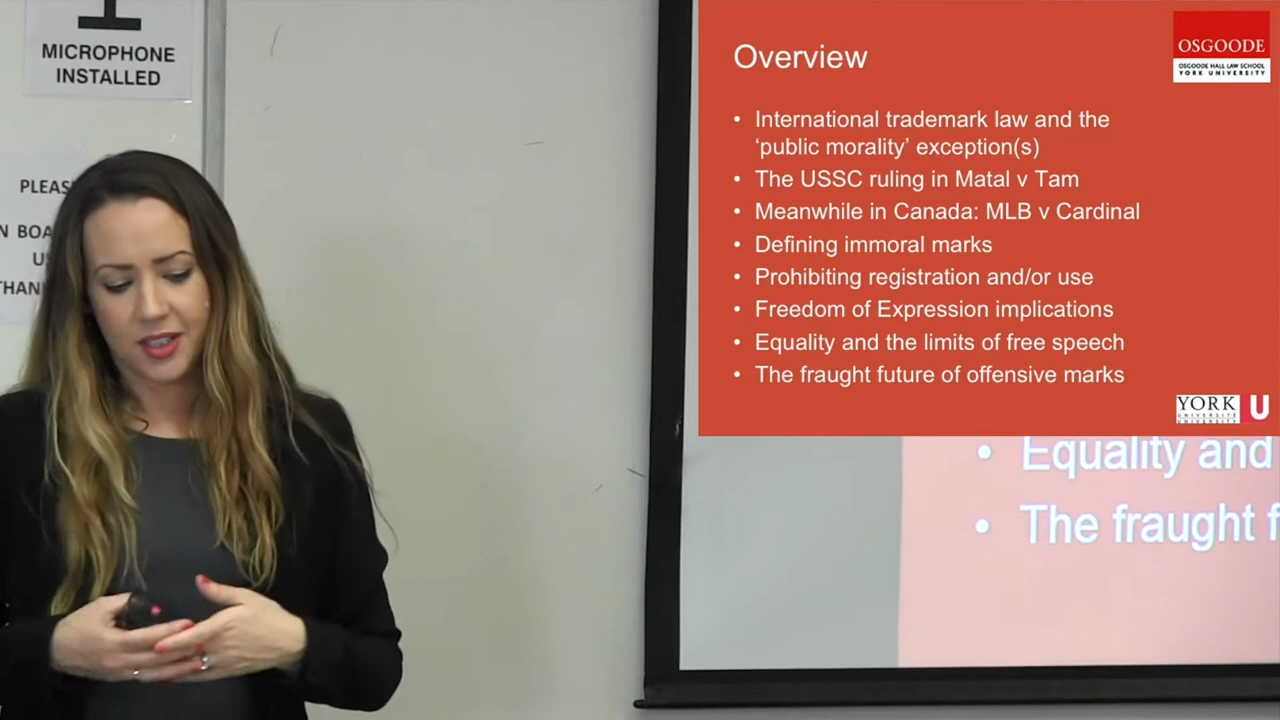 MICROPHONE
INSTALLED
PLEAS
N BOA
U
THAN
Overview
OSGOODE
OSGOODE HALL LAW SCHOOL
YORK UNIVERSITY
• International trademark law and the
‘public morality’ exception(s)
• The USSC ruling in Matal v Tam
• Meanwhile in Canada: MLB v Cardinal
• Defining immoral marks
• Prohibiting registration and/or use
• Freedom of Expression implications
• Equality and the limits of free speech
• The fraught future of offensive marks
YORK
UNIVERSITÉ
UNIVERSITY
U
• Equality and
• The fraught f